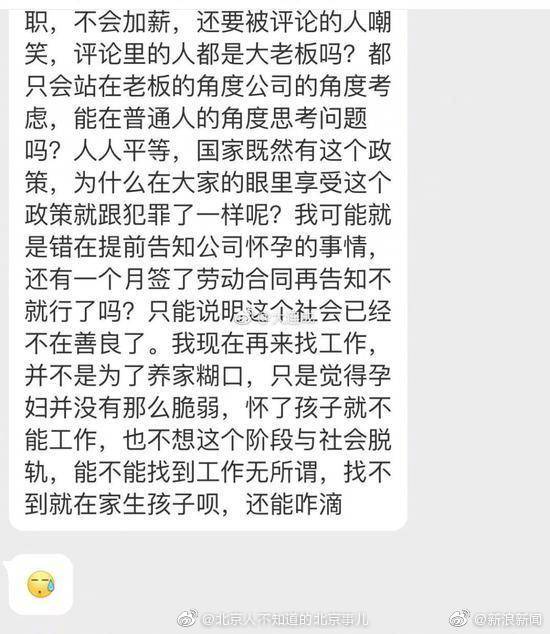 职，不会加薪，还要被评论的人嘲
笑，评论里的人都是大老板吗？都
只会站在老板的角度公司的角度考
虑，能在普通人的角度思考问题
吗？人人平等，国家既然有这个政
策，为什么在大家的眼里享受这个
政策就跟犯罪了一样呢？我可能就
是错在提前告知公司怀孕的事情，
还有一个月签了劳动合同再告知不
就行了吗？只能说明这个社会已经
不在善良了。我现在再来找工作，
并不是为了养家糊口，只是觉得孕
妇并没有那么脆弱，怀了孩子就不
能工作，也不想这个阶段与社会脱
轨，能不能找到工作无所谓，找不
到就在家生孩子呗，还能咋滴
@北京人不知道的北京事儿
@新浪新闻